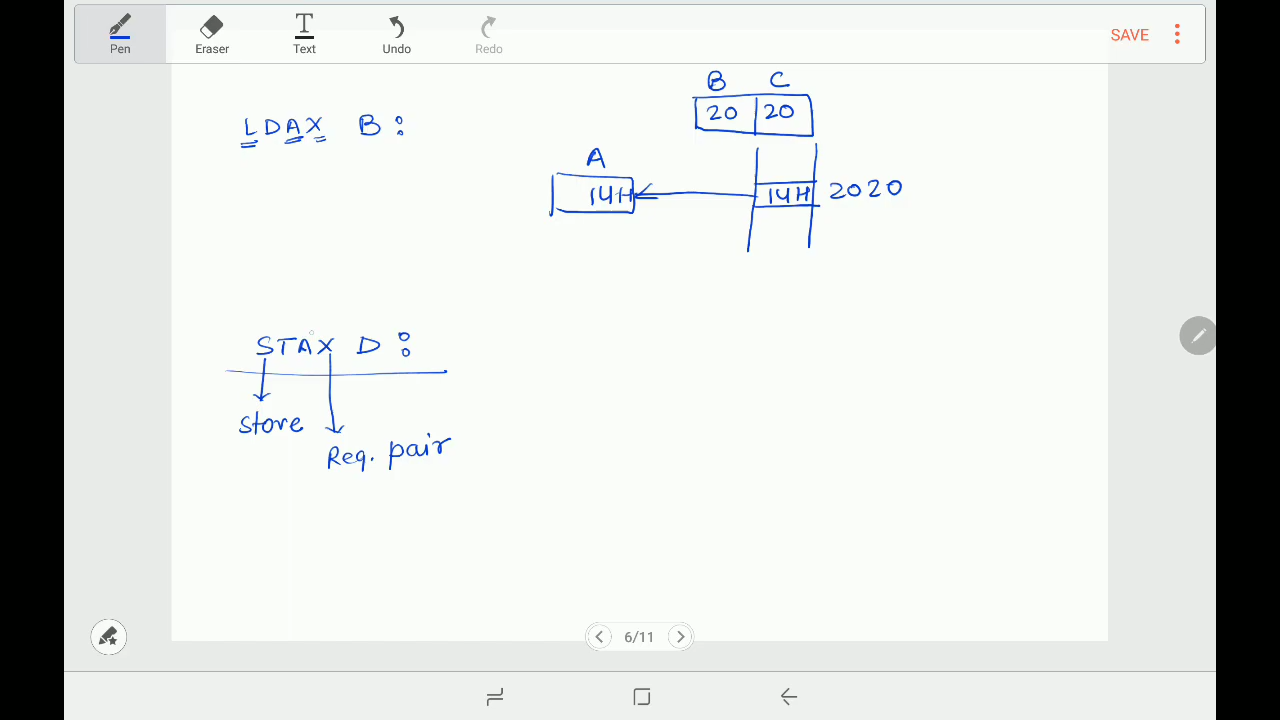 Pen
Eraser
T
Text
Undo
Redo
SAVE
B C
20 20
LDAX B :
A
14H
14H 2020
STAX D :
Store
Reg. pair
6/11